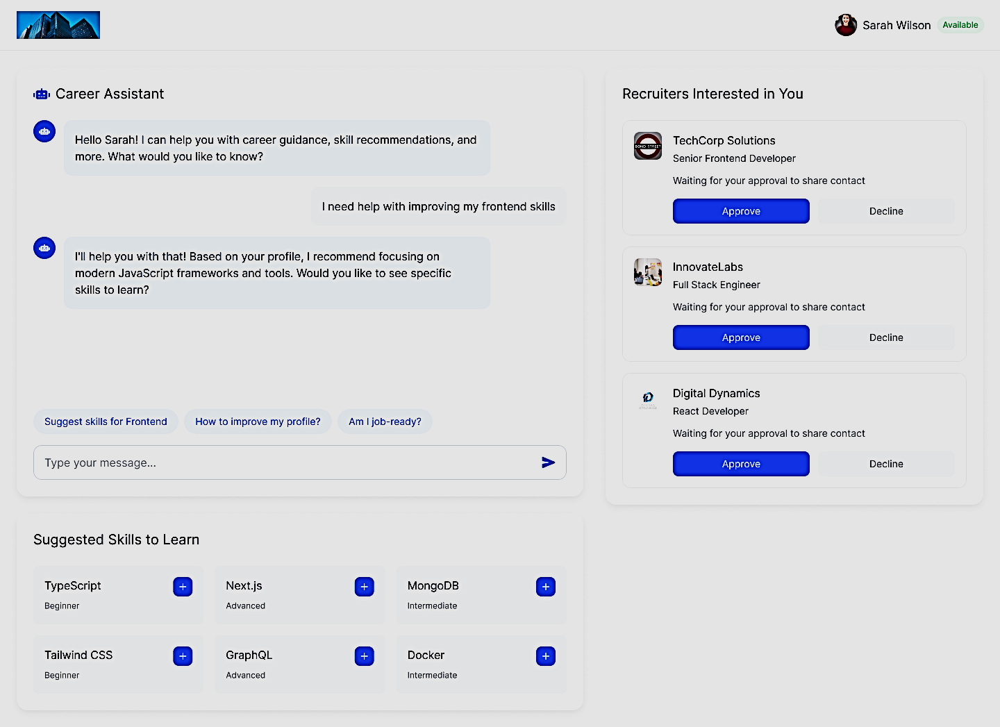 Sarah Wilson
Available
Career Assistant
Hello Sarah! I can help you with career guidance, skill recommendations, and
more. What would you like to know?
I need help with improving my frontend skills
I'll help you with that! Based on your profile, I recommend focusing on
modern JavaScript frameworks and tools. Would you like to see specific
skills to learn?
Suggest skills for Frontend
How to improve my profile?
Am I job-ready?
Type your message...
Suggested Skills to Learn
TypeScript
Beginner
Next.js
Advanced
MongoDB
Intermediate
Tailwind CSS
Beginner
GraphQL
Advanced
Docker
Intermediate
Recruiters Interested in You
BOND STREET
TechCorp Solutions
Senior Frontend Developer
Waiting for your approval to share contact
Approve
Decline
InnovateLabs
Full Stack Engineer
Waiting for your approval to share contact
Approve
Decline
Digital Dynamics
React Developer
Waiting for your approval to share contact
Approve
Decline